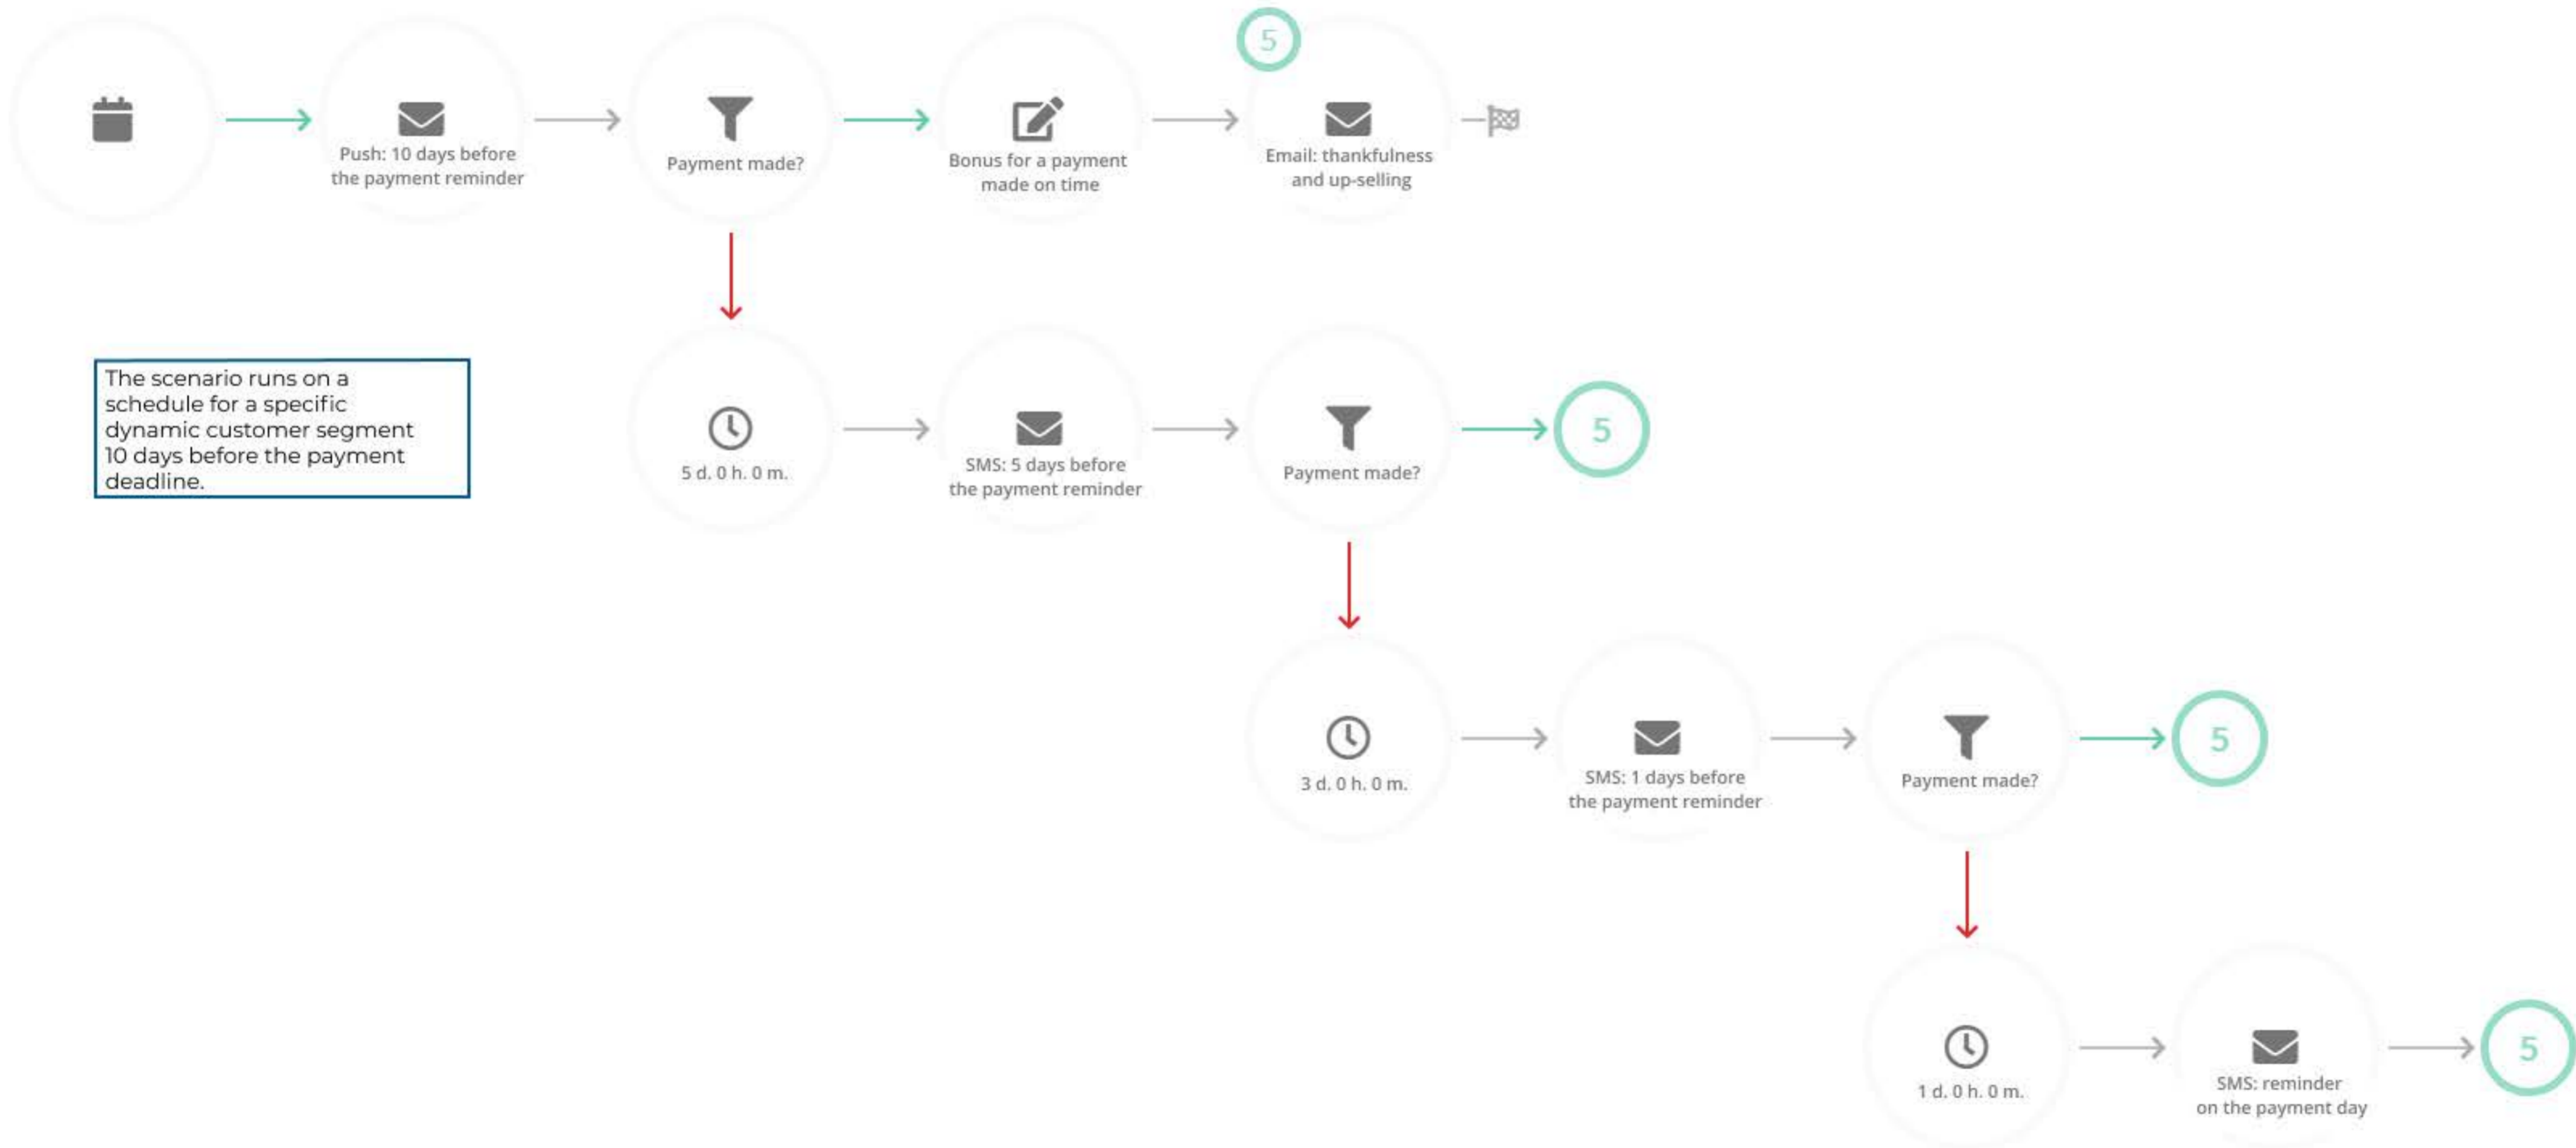 5
Push: 10 days before
the payment reminder
Payment made?
Bonus for a payment
made on time
Email: thankfulness
and up-selling
The scenario runs on a
schedule for a specific
dynamic customer segment
10 days before the payment
deadline.
5 d. 0 h. 0 m.
SMS: 5 days before
the payment reminder
Payment made?
5
3 d. 0 h. 0 m.
SMS: 1 days before
the payment reminder
Payment made?
5
1 d. 0 h. 0 m.
SMS: reminder
on the payment day
5